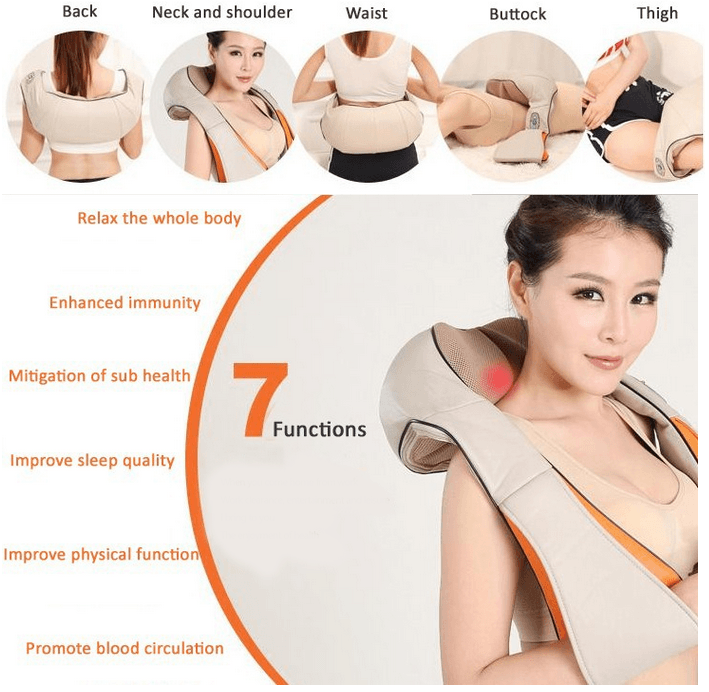 Back
Neck and shoulder
Waist
Buttock
Thigh
Relax the whole body
Enhanced immunity
Mitigation of sub health
7
Functions
Improve sleep quality
Improve physical function
Promote blood circulation